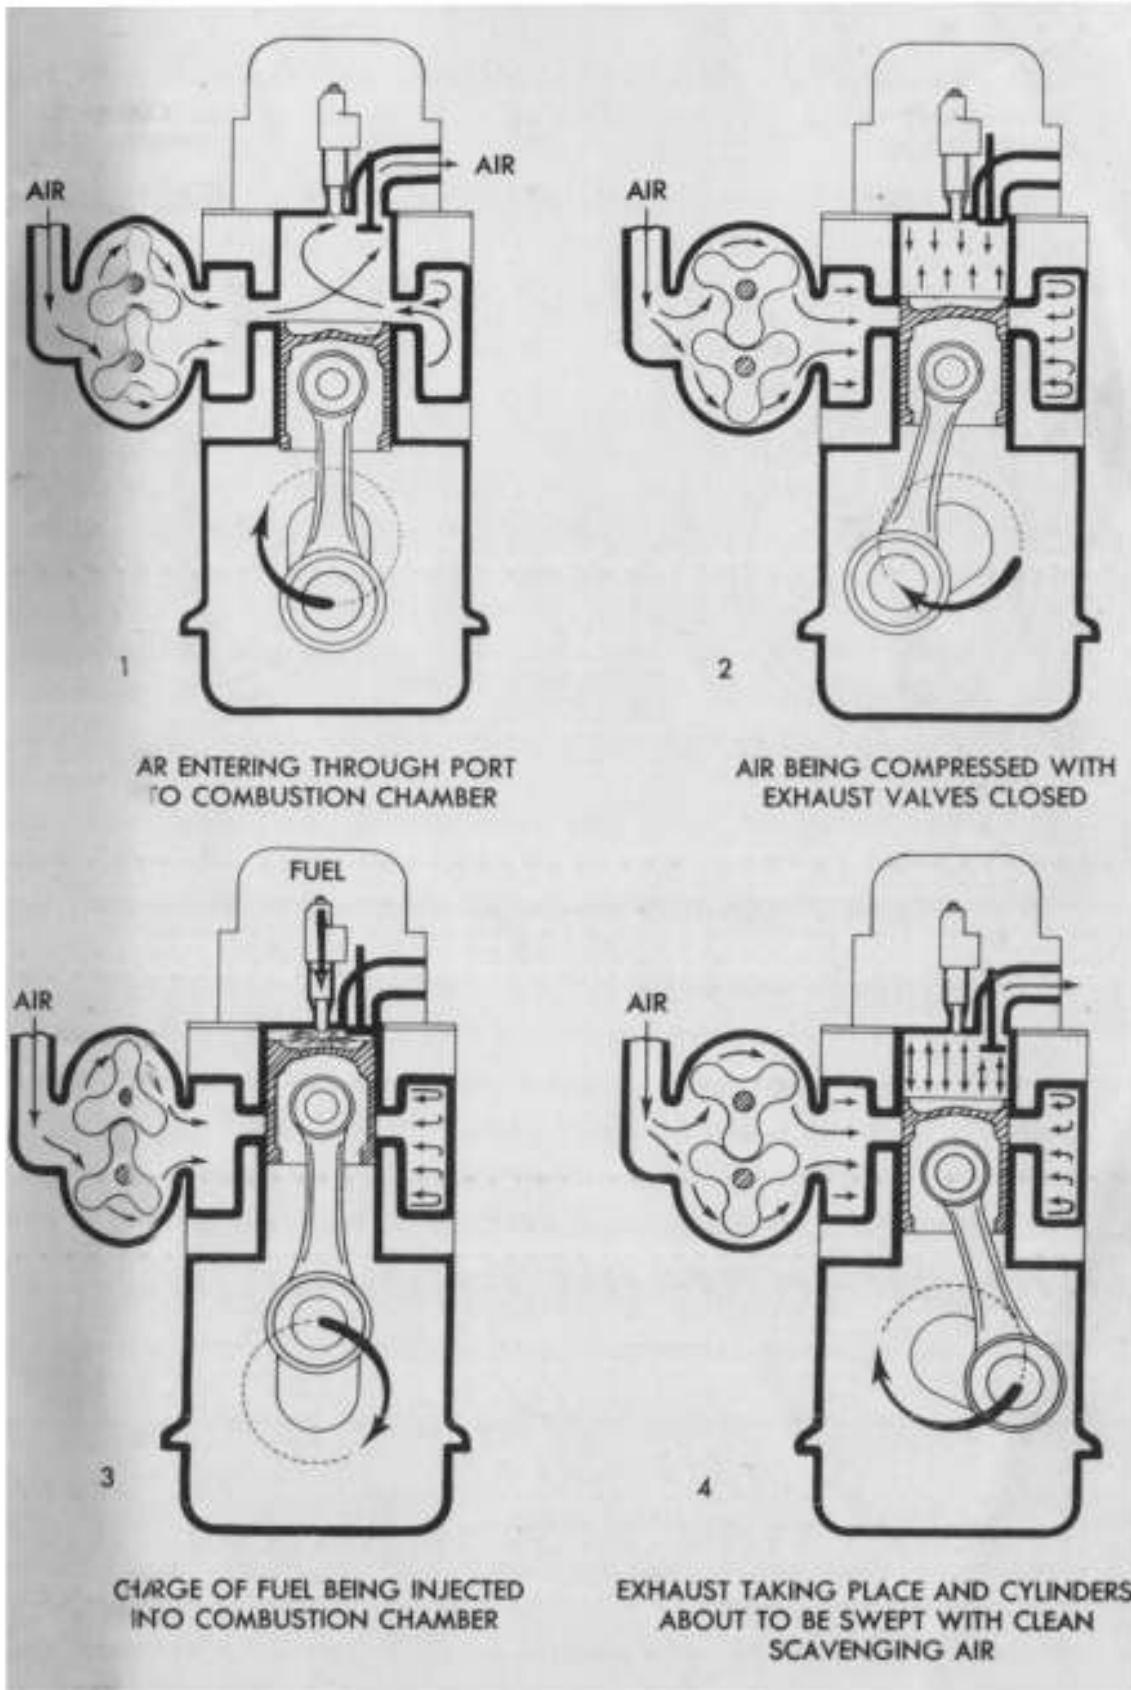 AIR
AIR
1
AR ENTERING THROUGH PORT
TO COMBUSTION CHAMBER
AIR
2
AIR BEING COMPRESSED WITH
EXHAUST VALVES CLOSED
FUEL
AIR
3
CHARGE OF FUEL BEING INJECTED
INTO COMBUSTION CHAMBER
AIR
4
EXHAUST TAKING PLACE AND CYLINDERS
ABOUT TO BE SWEPT WITH CLEAN
SCAVENGING AIR